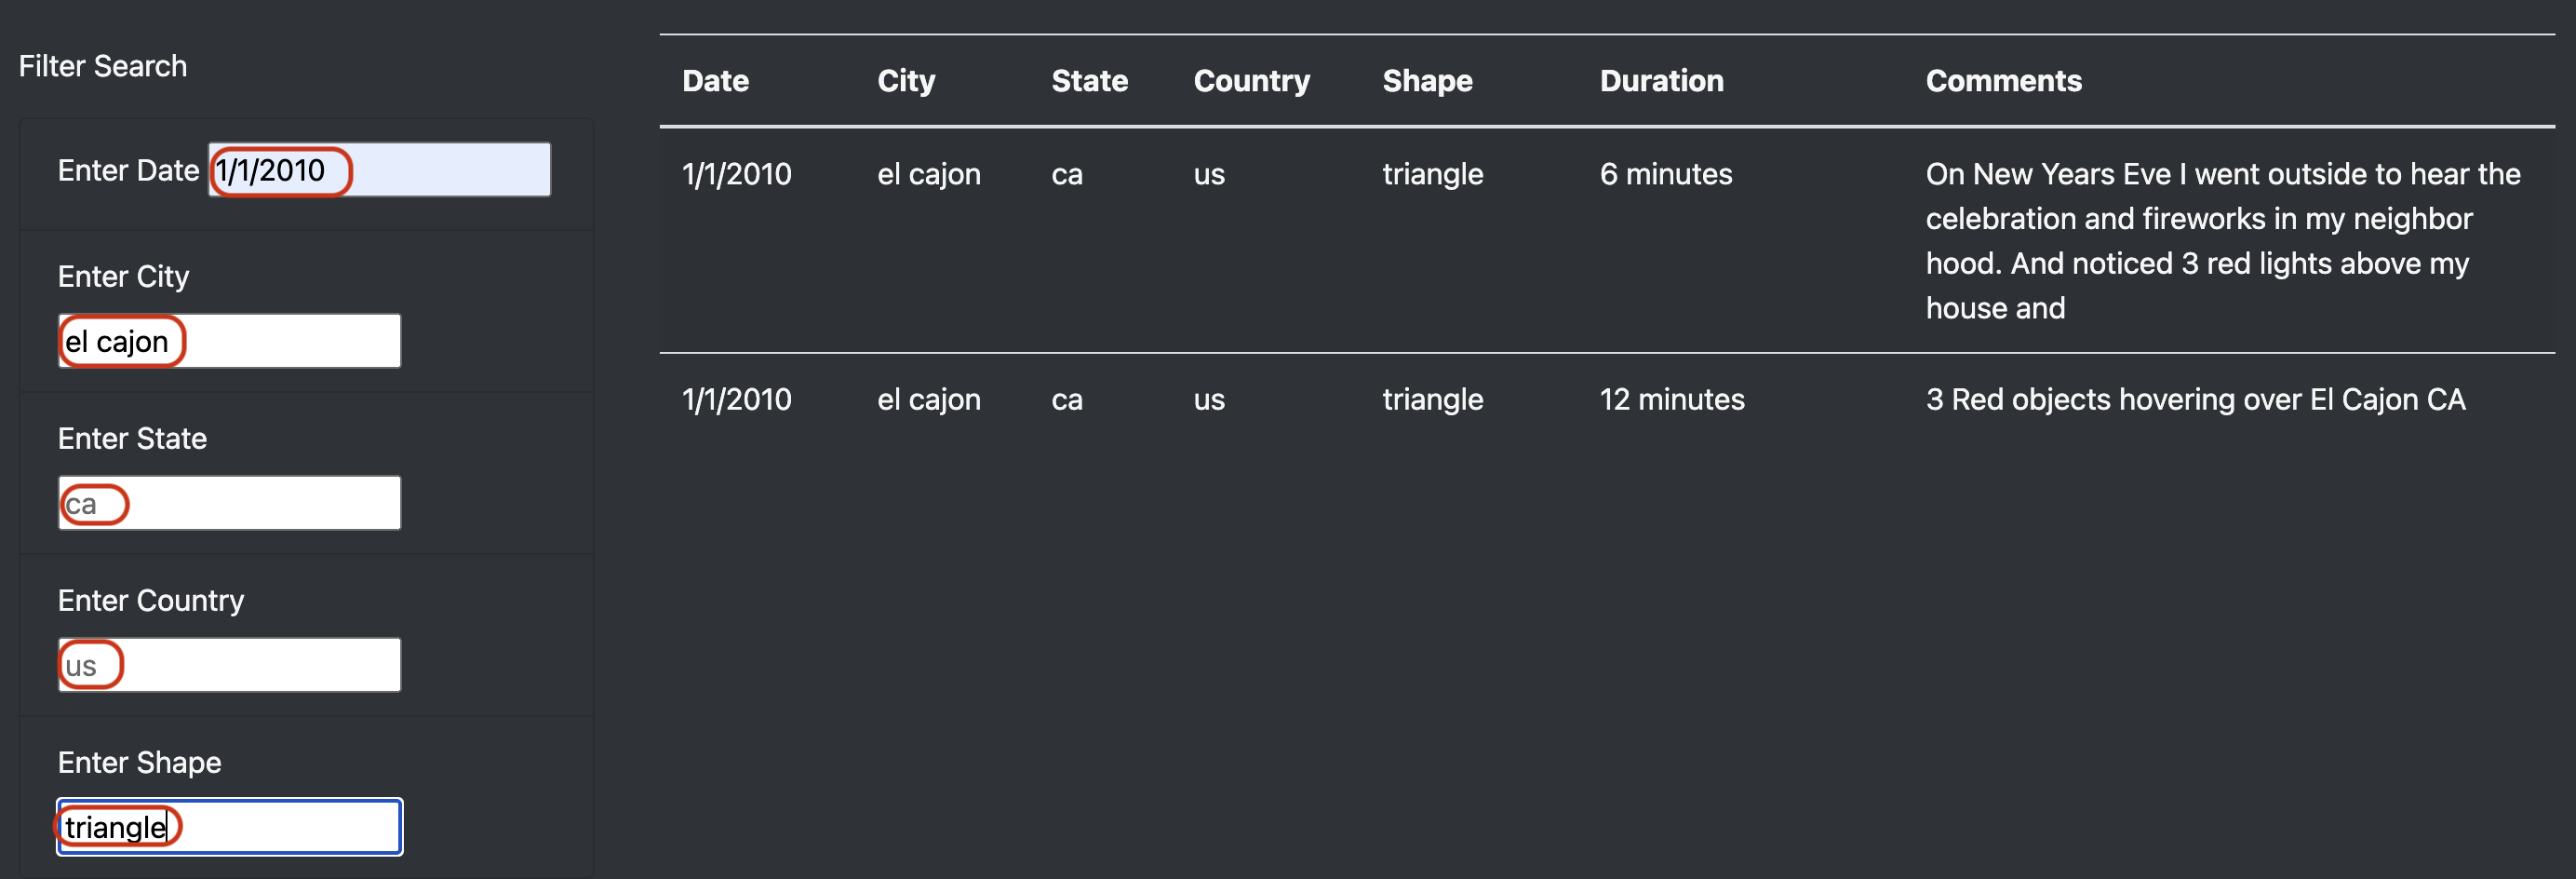 Filter Search
Enter Date 1/1/2010
Enter City
el cajon
Enter State
ca
Enter Country
us
Enter Shape
triangle
Date City State Country Shape Duration Comments
1/1/2010 el cajon ca us triangle 6 minutes On New Years Eve I went outside to hear the
celebration and fireworks in my neighbor
hood. And noticed 3 red lights above my
house and
1/1/2010 el cajon ca us triangle 12 minutes 3 Red objects hovering over El Cajon CA